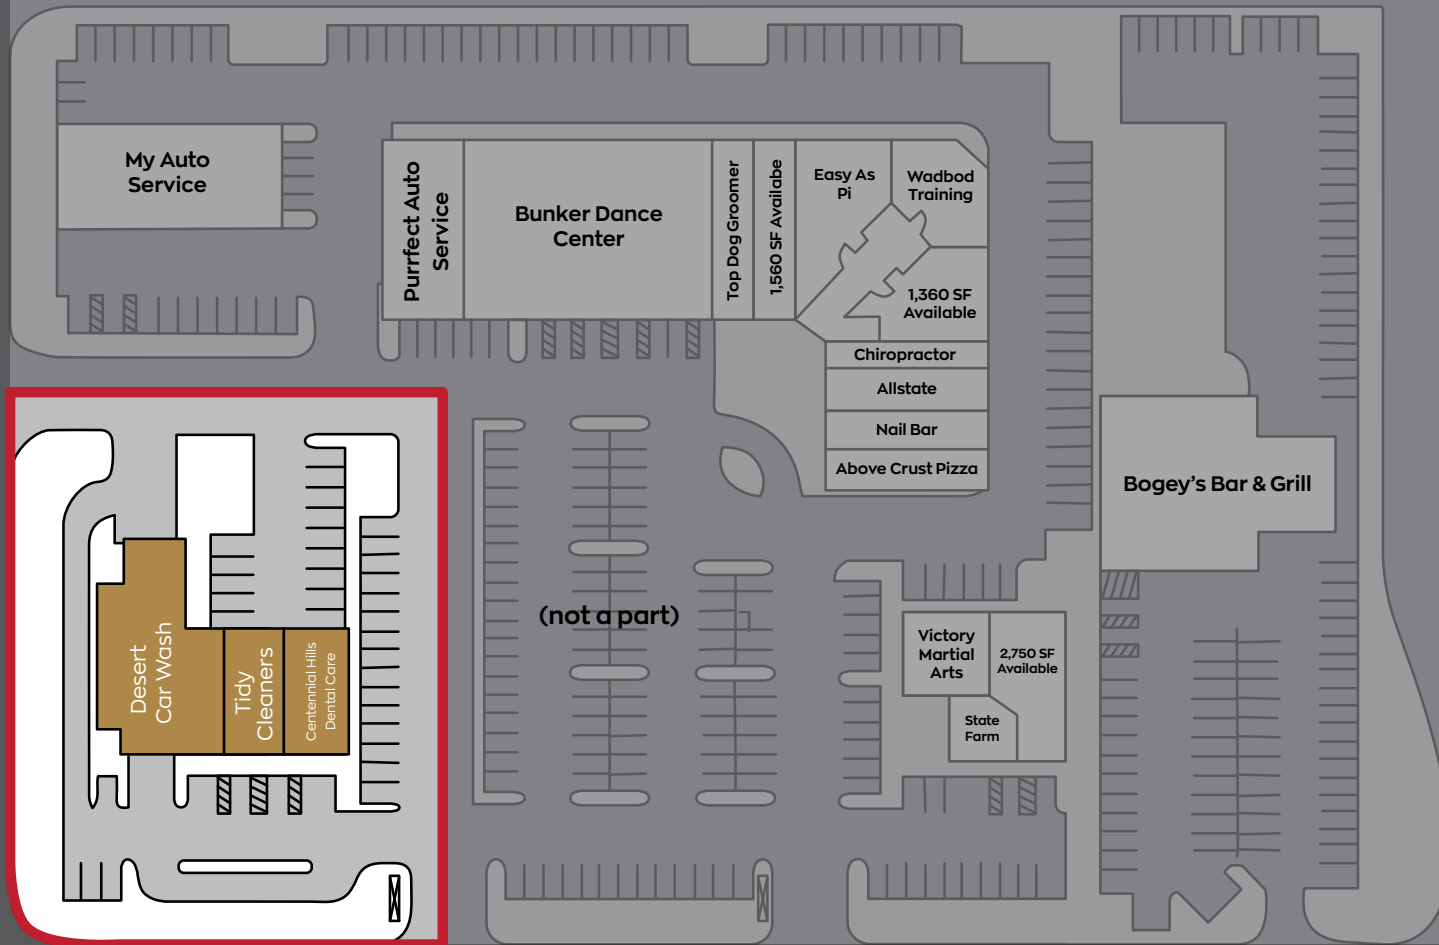 My Auto
Service
Purrfect Auto
Service
Bunker Dance
Center
Top Dog Groomer
1,560 SF Availabe
Easy As
Pi
Wadbod
Training
1,360 SF
Available
Chiropractor
Allstate
Nail Bar
Above Crust Pizza
Bogey's Bar & Grill
(not a part)
Victory
Martial
Arts
2,750 SF
Available
State
Farm
Desert
Car Wash
Tidy
Cleaners
Centennial Hills
Dental Care